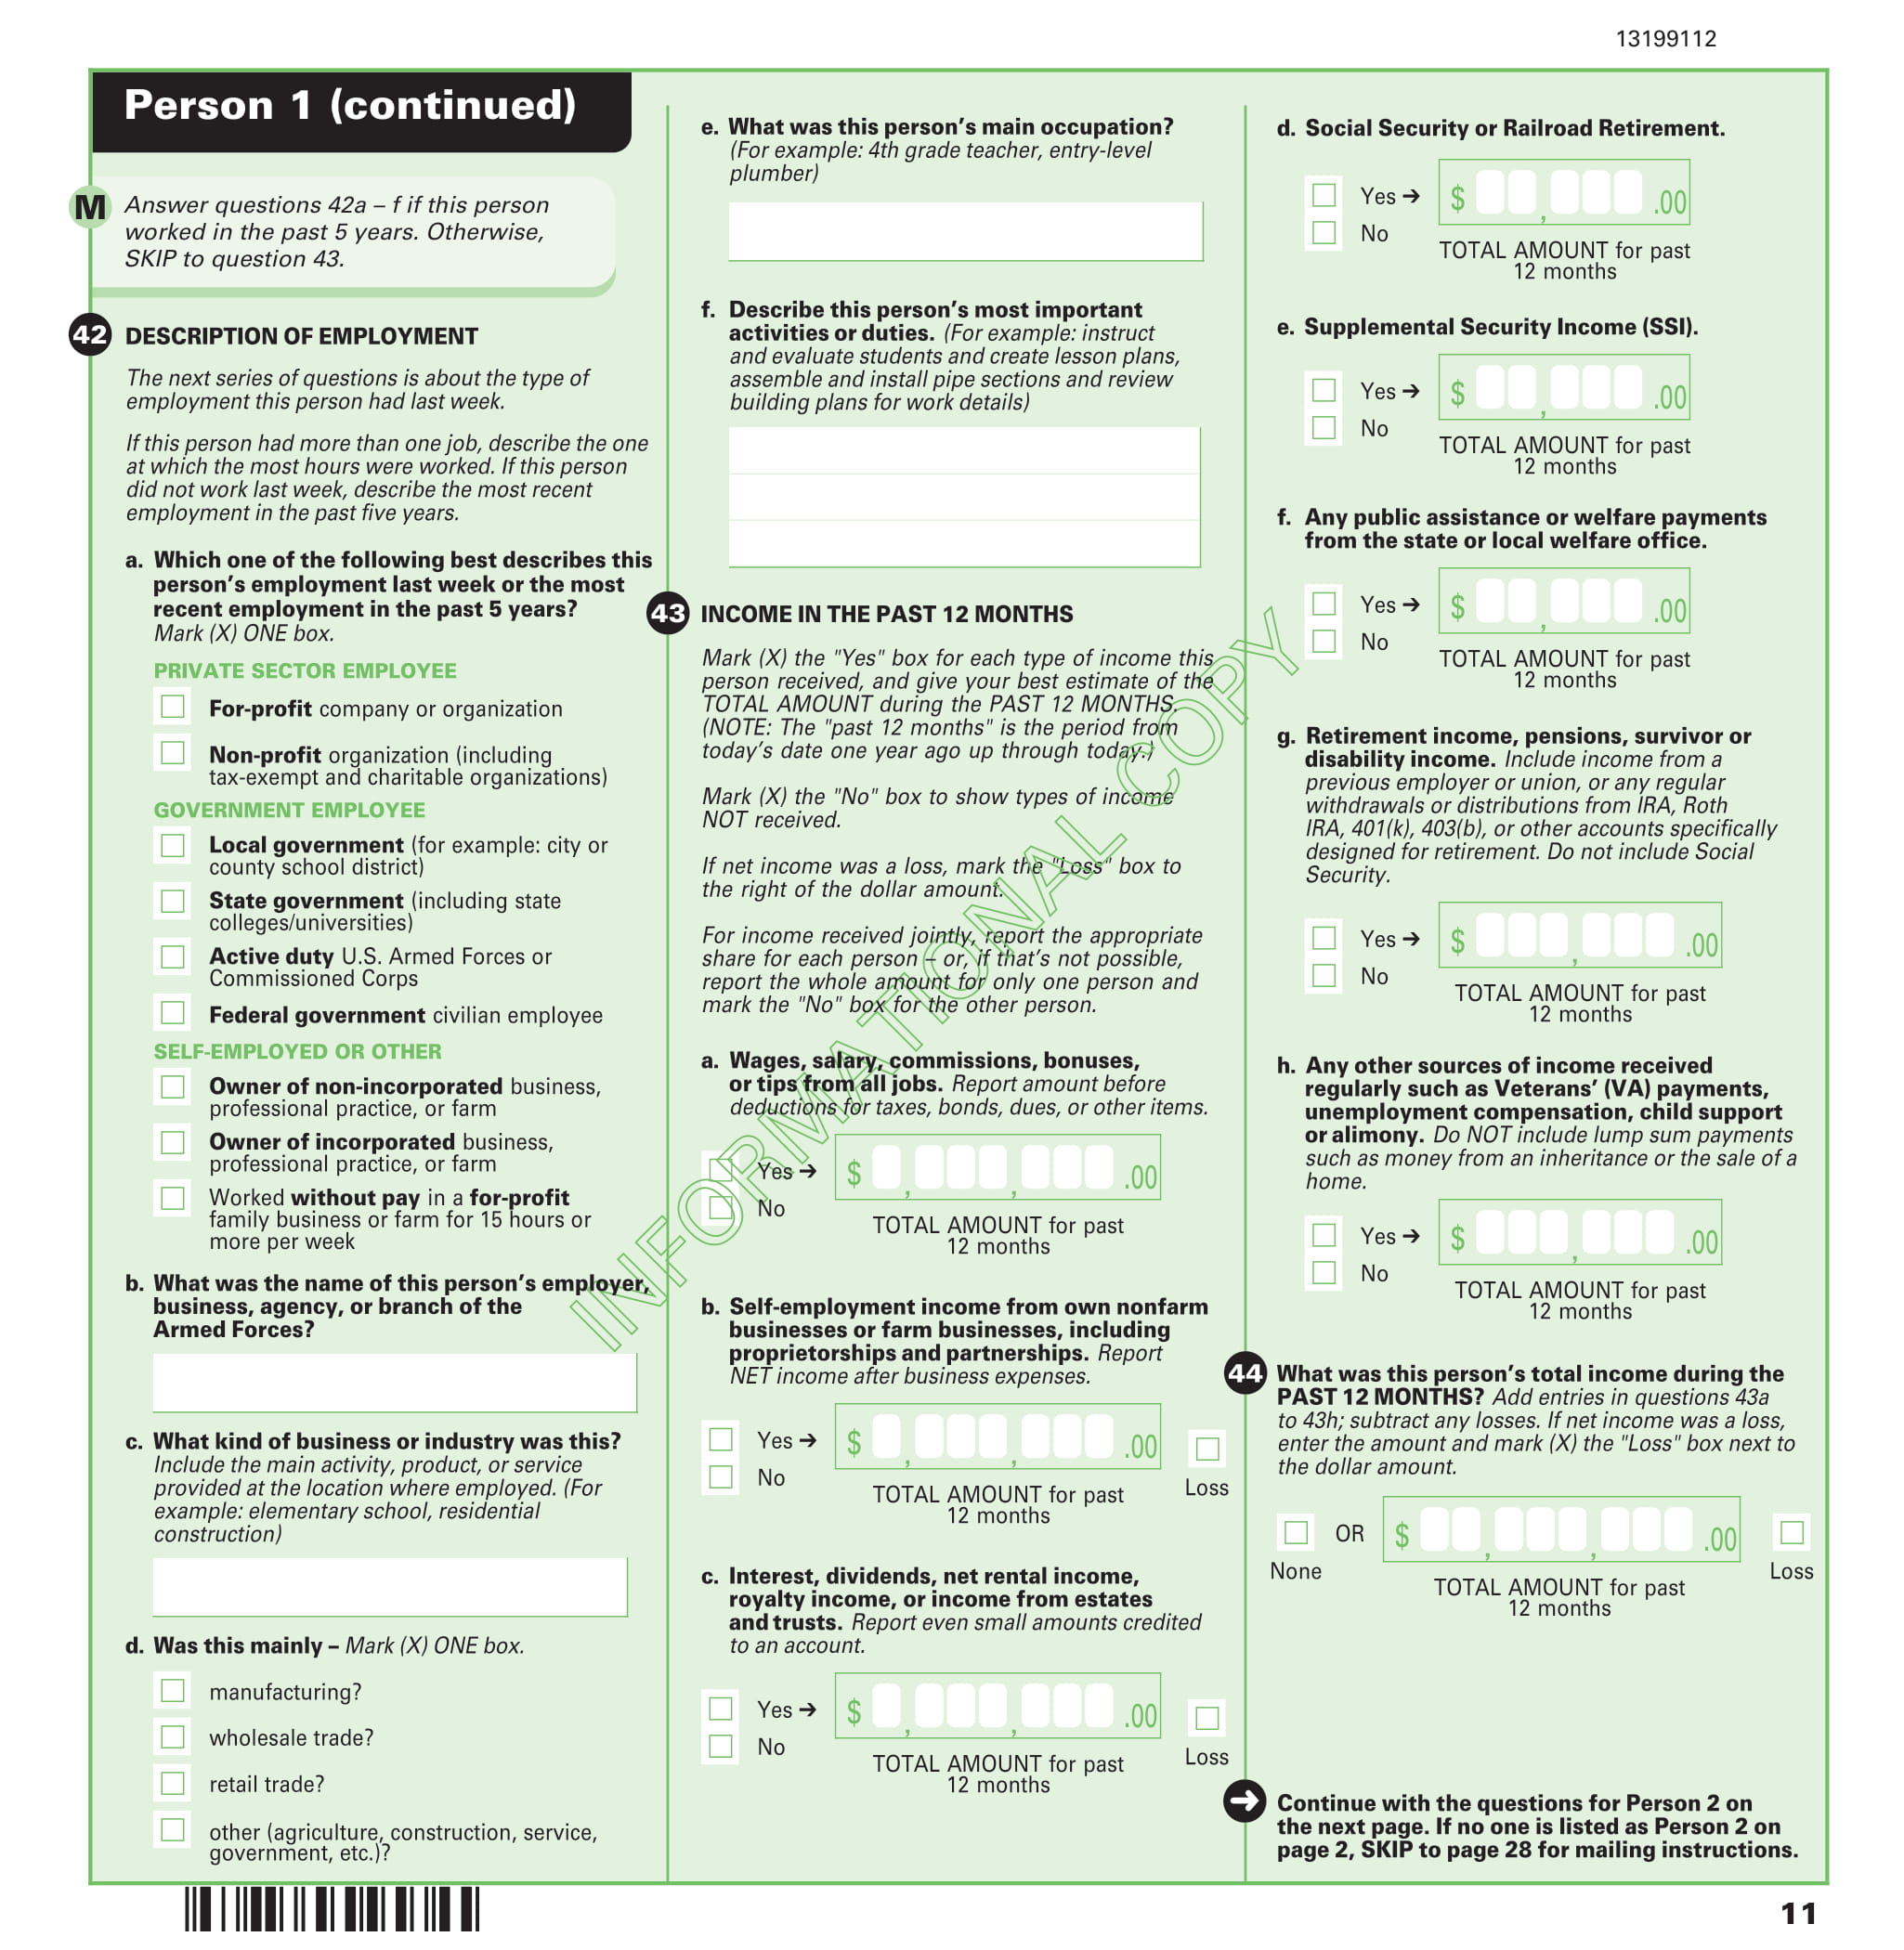 13199112
Person 1 (continued)
M
Answer questions 42a – f if this person
worked in the past 5 years. Otherwise,
SKIP to question 43.
42 DESCRIPTION OF EMPLOYMENT
The next series of questions is about the type of
employment this person had last week.
If this person had more than one job, describe the one
at which the most hours were worked. If this person
did not work last week, describe the most recent
employment in the past five years.
a. Which one of the following best describes this
person’s employment last week or the most
recent employment in the past 5 years?
Mark (X) ONE box.
PRIVATE SECTOR EMPLOYEE
For-profit company or organization
Non-profit organization (including
tax-exempt and charitable organizations)
GOVERNMENT EMPLOYEE
Local government (for example: city or
county school district)
State government (including state
colleges/universities)
Active duty U.S. Armed Forces or
Commissioned Corps
Federal government civilian employee
SELF-EMPLOYED OR OTHER
Owner of non-incorporated business,
professional practice, or farm
Owner of incorporated business,
professional practice, or farm
Worked without pay in a for-profit
family business or farm for 15 hours or
more per week
b. What was the name of this person’s employer,
business, agency, or branch of the
Armed Forces?
c. What kind of business or industry was this?
Include the main activity, product, or service
provided at the location where employed. (For
example: elementary school, residential
construction)
d. Was this mainly – Mark (X) ONE box.
manufacturing?
wholesale trade?
retail trade?
other (agriculture, construction, service,
government, etc.)?
e. What was this person’s main occupation?
(For example: 4th grade teacher, entry-level
plumber)
f. Describe this person’s most important
activities or duties. (For example: instruct
and evaluate students and create lesson plans,
assemble and install pipe sections and review
building plans for work details)
43 INCOME IN THE PAST 12 MONTHS
Mark (X) the "Yes" box for each type of income this
person received, and give your best estimate of the
TOTAL AMOUNT during the PAST 12 MONTHS.
(NOTE: The "past 12 months" is the period from
today’s date one year ago up through today.)
Mark (X) the "No" box to show types of income
NOT received.
If net income was a loss, mark the "Loss" box to
the right of the dollar amount.
For income received jointly, report the appropriate
share for each person – or, if that’s not possible,
report the whole amount for only one person and
mark the "No" box for the other person.
a. Wages, salary, commissions, bonuses,
or tips from all jobs. Report amount before
deductions for taxes, bonds, dues, or other items.
Yes ➔ $ , , .00
No
TOTAL AMOUNT for past
12 months
b. Self-employment income from own nonfarm
businesses or farm businesses, including
proprietorships and partnerships. Report
NET income after business expenses.
Yes ➔ $ , , .00
No
TOTAL AMOUNT for past
12 months
Loss
c. Interest, dividends, net rental income,
royalty income, or income from estates
and trusts. Report even small amounts credited
to an account.
Yes ➔ $ , , .00
No
TOTAL AMOUNT for past
12 months
Loss
d. Social Security or Railroad Retirement.
Yes ➔ $ , .00
No
TOTAL AMOUNT for past
12 months
e. Supplemental Security Income (SSI).
Yes ➔ $ , .00
No
TOTAL AMOUNT for past
12 months
f. Any public assistance or welfare payments
from the state or local welfare office.
Yes ➔ $ , .00
No
TOTAL AMOUNT for past
12 months
g. Retirement income, pensions, survivor or
disability income. Include income from a
previous employer or union, or any regular
withdrawals or distributions from IRA, Roth
IRA, 401(k), 403(b), or other accounts specifically
designed for retirement. Do not include Social
Security.
Yes ➔ $ , .00
No
TOTAL AMOUNT for past
12 months
h. Any other sources of income received
regularly such as Veterans’ (VA) payments,
unemployment compensation, child support
or alimony. Do NOT include lump sum payments
such as money from an inheritance or the sale of a
home.
Yes ➔ $ , .00
No
TOTAL AMOUNT for past
12 months
44 What was this person’s total income during the
PAST 12 MONTHS? Add entries in questions 43a
to 43h; subtract any losses. If net income was a loss,
enter the amount and mark (X) the "Loss" box next to
the dollar amount.
OR $ , , .00
None
TOTAL AMOUNT for past
12 months
Loss
➔ Continue with the questions for Person 2 on
the next page. If no one is listed as Person 2 on
page 2, SKIP to page 28 for mailing instructions.
INFORMATIONAL COPY
11